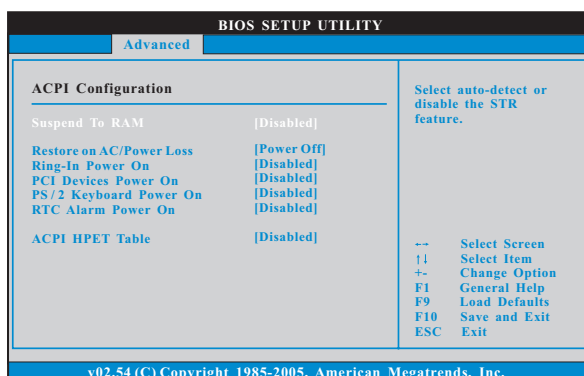 BIOS SETUP UTILITY
Advanced
ACPI Configuration
Suspend To RAM [Disabled]
Restore on AC/Power Loss [Power Off]
Ring-In Power On [Disabled]
PCI Devices Power On [Disabled]
PS/2 Keyboard Power On [Disabled]
RTC Alarm Power On [Disabled]
ACPI HPET Table [Disabled]
Select auto-detect or
disable the STR
feature.
←→ Select Screen
↑↓ Select Item
+- Change Option
F1 General Help
F9 Load Defaults
F10 Save and Exit
ESC Exit
v02.54 (C) Copyright 1985-2005, American Megatrends, Inc.